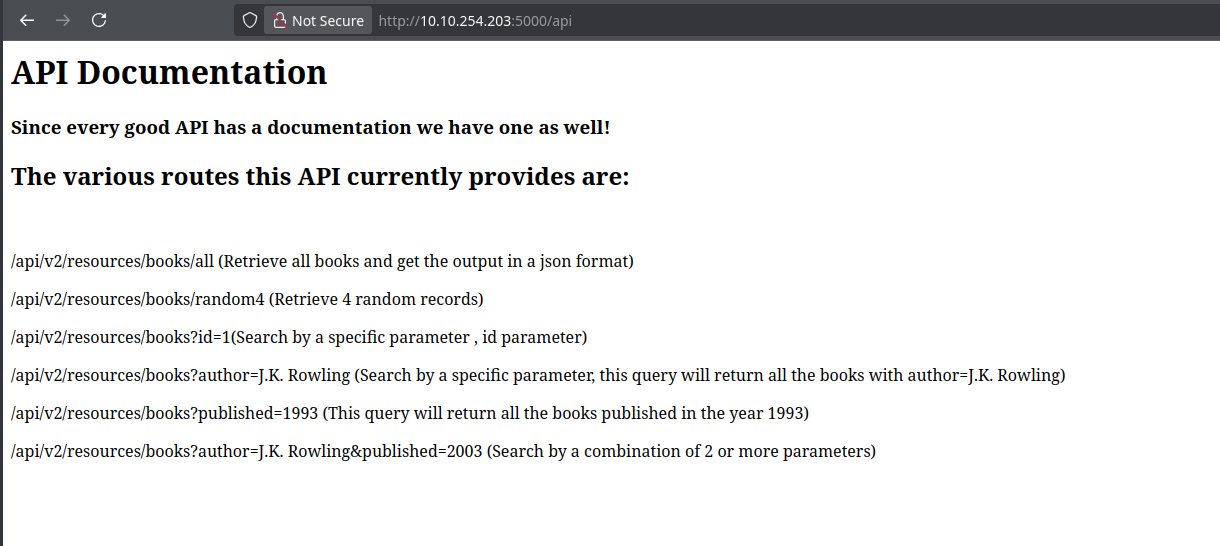 Not Secure http://10.10.254.203:5000/api
API Documentation
Since every good API has a documentation we have one as well!
The various routes this API currently provides are:
/api/v2/resources/books/all (Retrieve all books and get the output in a json format)
/api/v2/resources/books/random4 (Retrieve 4 random records)
/api/v2/resources/books?id=1(Search by a specific parameter , id parameter)
/api/v2/resources/books?author=J.K. Rowling (Search by a specific parameter, this query will return all the books with author=J.K. Rowling)
/api/v2/resources/books?published=1993 (This query will return all the books published in the year 1993)
/api/v2/resources/books?author=J.K. Rowling&published=2003 (Search by a combination of 2 or more parameters)